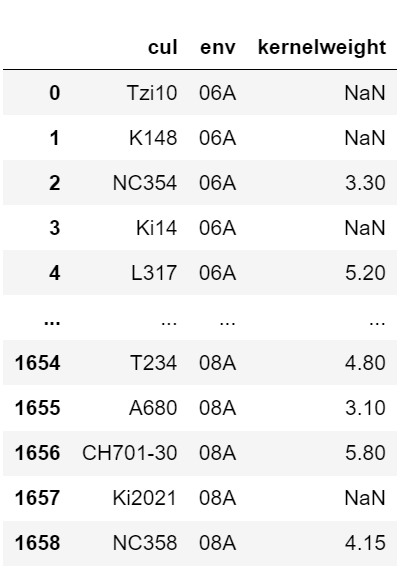 cul env kernelweight
0 Tzi10 06A NaN
1 K148 06A NaN
2 NC354 06A 3.30
3 Ki14 06A NaN
4 L317 06A 5.20
... ... ... ...
1654 T234 08A 4.80
1655 A680 08A 3.10
1656 CH701-30 08A 5.80
1657 Ki2021 08A NaN
1658 NC358 08A 4.15